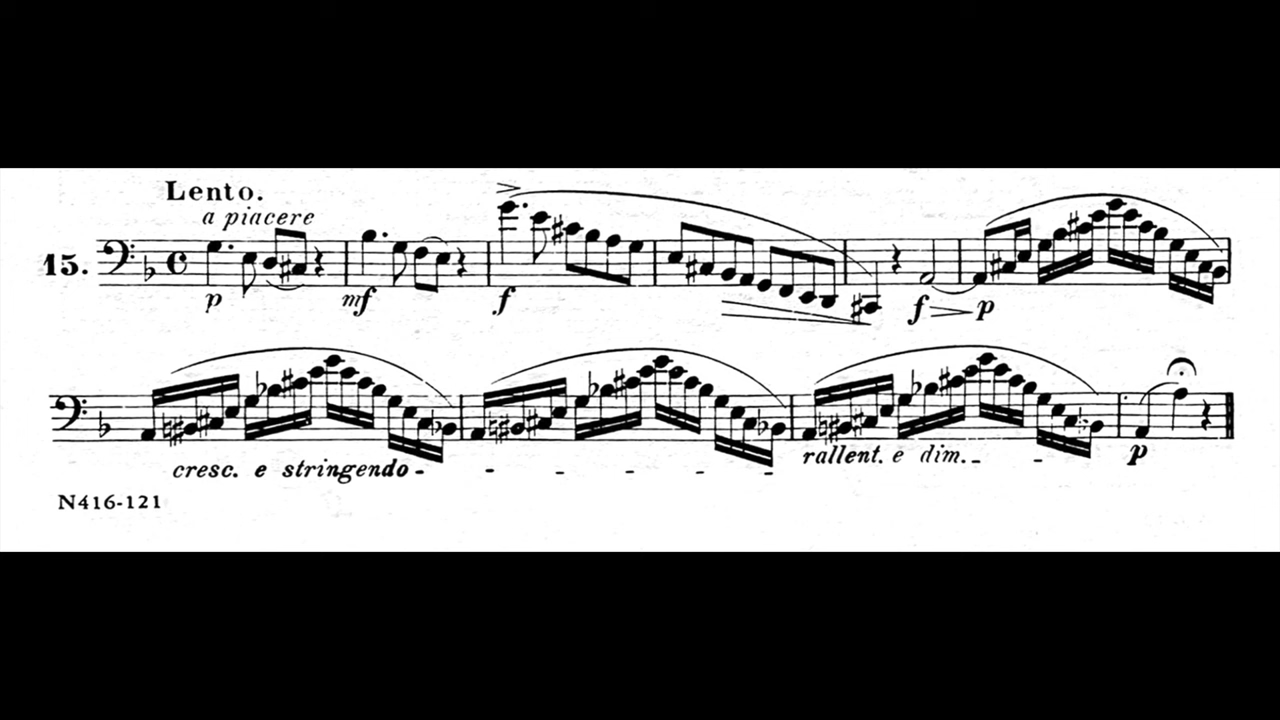 Lento.
a piacere
15.
p mf f f p
cresc. e stringendo - - - - - - rallent. e dim. - - p
N416-121